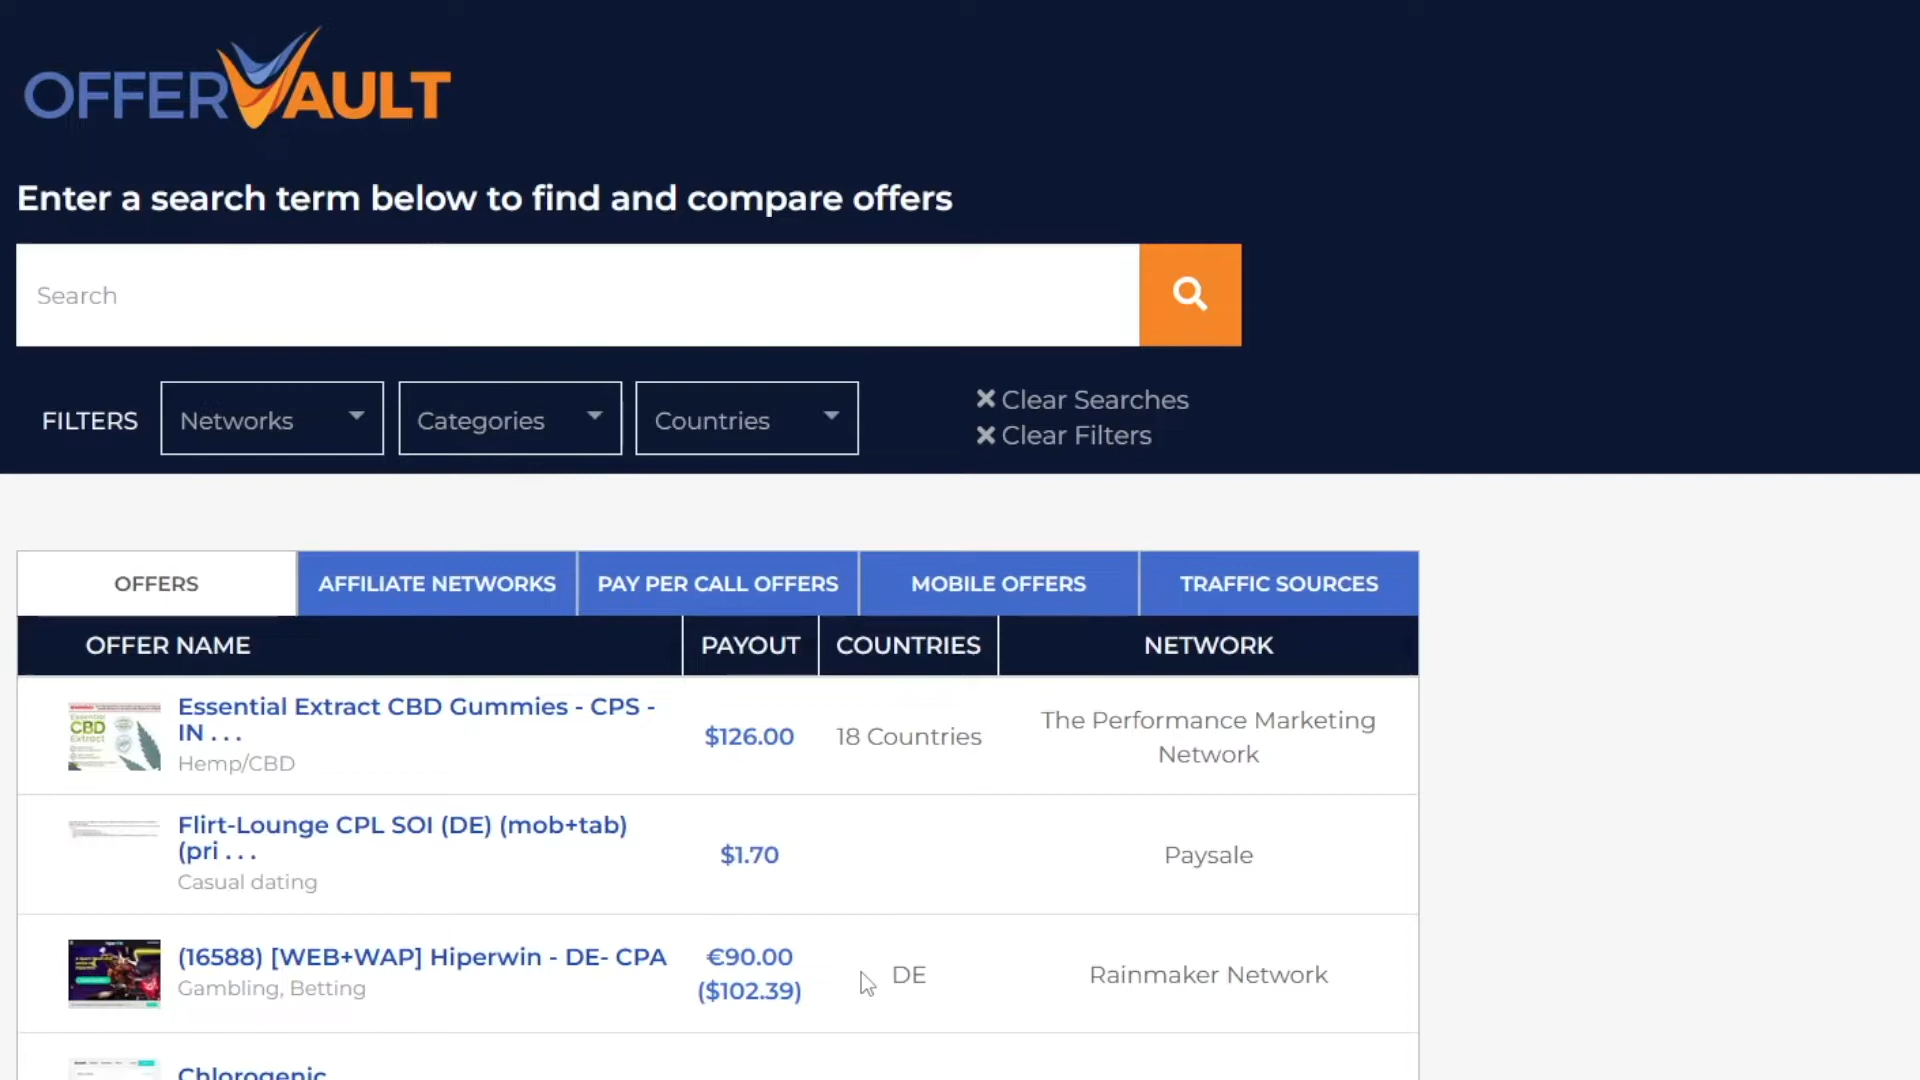 OFFERVAULT
Enter a search term below to find and compare offers
Search
FILTERS Networks Categories Countries
Clear Searches
Clear Filters
OFFERS AFFILIATE NETWORKS PAY PER CALL OFFERS MOBILE OFFERS TRAFFIC SOURCES
OFFER NAME PAYOUT COUNTRIES NETWORK
Essential Extract CBD Gummies - CPS -
IN . . .
Hemp/CBD
$126.00
18 Countries
The Performance Marketing
Network
Essential
CBD
Extract
Flirt-Lounge CPL SOI (DE) (mob+tab)
(pri . . .
Casual dating
$1.70
Paysale
(16588) [WEB+WAP] Hiperwin - DE- CPA
Gambling, Betting
€90.00
($102.39)
DE
Rainmaker Network
Chlorogenic